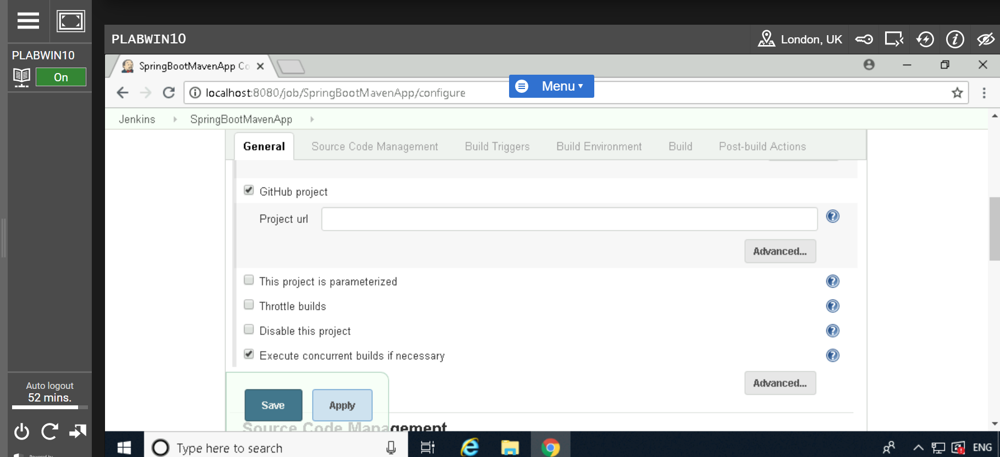 PLABWIN10
London, UK
PLABWIN10
On
SpringBootMavenApp Co
localhost:8080/job/SpringBootMavenApp/configure
Menu
Jenkins SpringBootMavenApp
General Source Code Management Build Triggers Build Environment Build Post-build Actions
GitHub project
Project url
Advanced...
This project is parameterized
Throttle builds
Disable this project
Execute concurrent builds if necessary
Advanced...
Save Apply
Source Code Management
Auto logout
52 mins.
Powered by
Type here to search
ENG